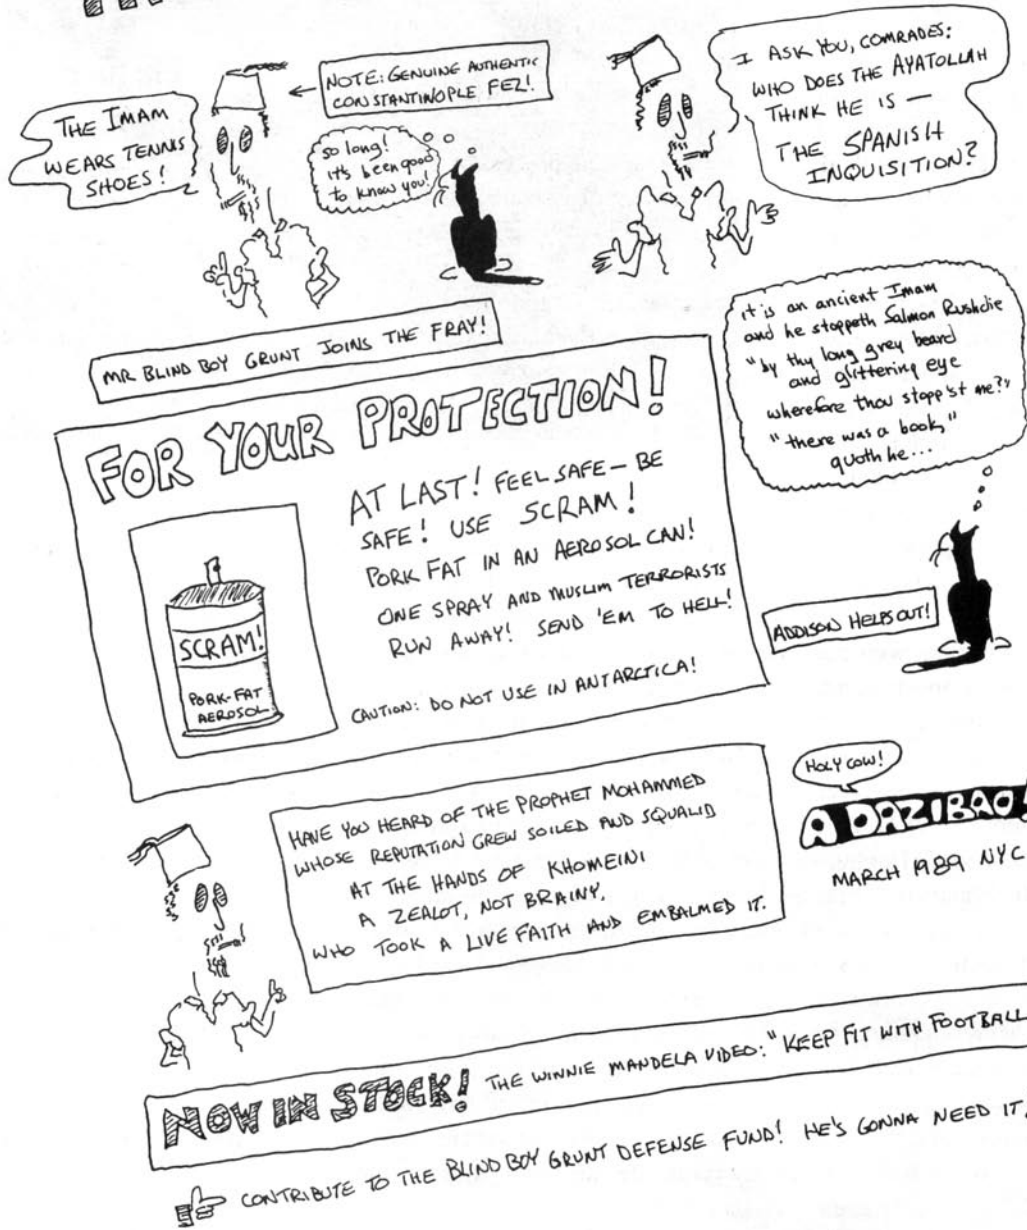 THE IMAM
WEARS TENNIS
SHOES!
NOTE: GENUINE AUTHENTIC
CONSTANTINOPLE FEZ!
so long!
it's been good
to know you!
I ASK YOU, COMRADES:
WHO DOES THE AYATOLLAH
THINK HE IS —
THE SPANISH
INQUISITION?
MR BLIND BOY GRUNT JOINS THE FRAY!
it is an ancient Imam
and he stoppeth Salmon Rushdie
"by thy long grey beard
and glittering eye
wherefore thou stopp'st me?"
"there was a book,"
quoth he...
FOR YOUR PROTECTION!
AT LAST! FEEL SAFE — BE
SAFE! USE SCRAM!
PORK FAT IN AN AEROSOL CAN!
ONE SPRAY AND MUSLIM TERRORISTS
RUN AWAY! SEND 'EM TO HELL!
CAUTION: DO NOT USE IN ANTARCTICA!
SCRAM!
PORK-FAT
AEROSOL
ADDISON HELPS OUT!
HAVE YOU HEARD OF THE PROPHET MOHAMMED
WHOSE REPUTATION GREW SOILED AND SQUALID
AT THE HANDS OF KHOMEINI
A ZEALOT, NOT BRAINY,
WHO TOOK A LIVE FAITH AND EMBALMED IT.
HOLY COW!
A DAZIBAO!
MARCH 1989 NYC
NOW IN STOCK! THE WINNIE MANDELA VIDEO: "KEEP FIT WITH FOOTBALL
CONTRIBUTE TO THE BLIND BOY GRUNT DEFENSE FUND! HE'S GONNA NEED IT.